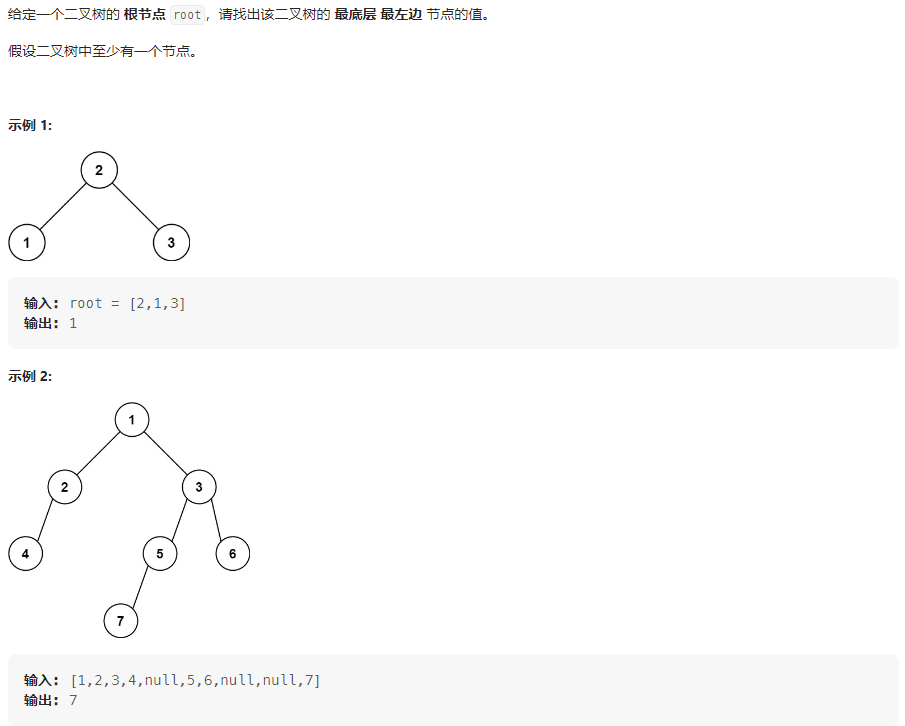 给定一个二叉树的 根节点 root，请找出该二叉树的 最底层 最左边 节点的值。
假设二叉树中至少有一个节点。
示例 1:
2
1 3
输入: root = [2,1,3]
输出: 1
示例 2:
1
2 3
4 5 6
7
输入: [1,2,3,4,null,5,6,null,null,7]
输出: 7